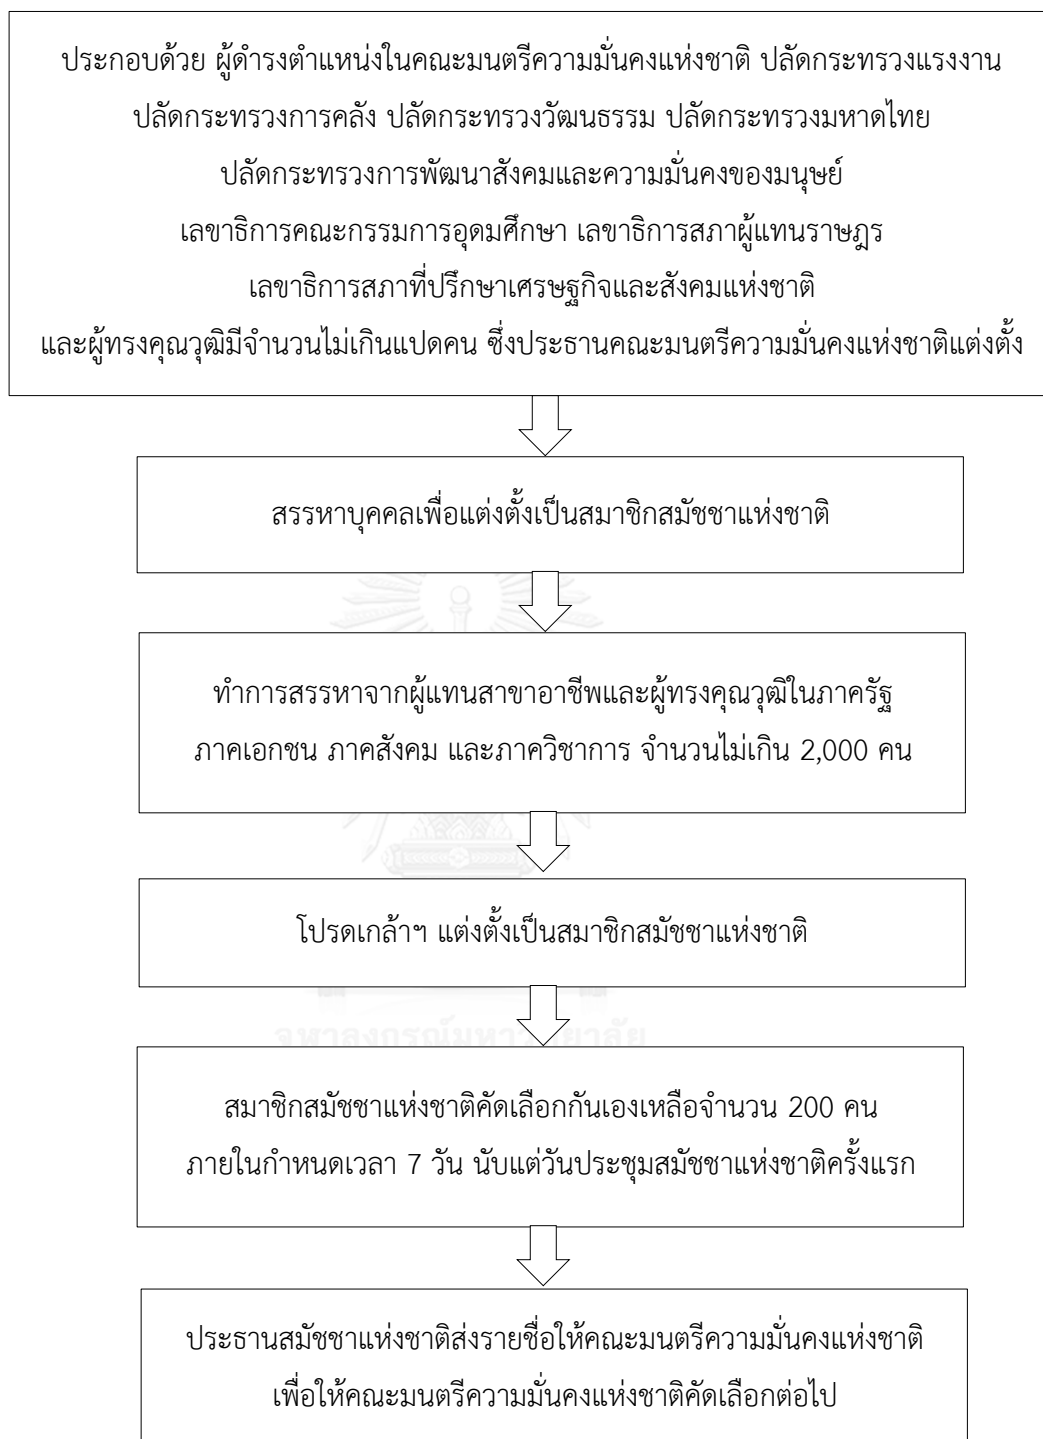 ประกอบด้วย ผู้ดำรงตำแหน่งในคณะมนตรีความมั่นคงแห่งชาติ ปลัดกระทรวงแรงงาน
ปลัดกระทรวงการคลัง ปลัดกระทรวงวัฒนธรรม ปลัดกระทรวงมหาดไทย
ปลัดกระทรวงการพัฒนาสังคมและความมั่นคงของมนุษย์
เลขาธิการคณะกรรมการอุดมศึกษา เลขาธิการสภาผู้แทนราษฎร
เลขาธิการสภาที่ปรึกษาเศรษฐกิจและสังคมแห่งชาติ
และผู้ทรงคุณวุฒิมีจำนวนไม่เกินแปดคน ซึ่งประธานคณะมนตรีความมั่นคงแห่งชาติแต่งตั้ง
สรรหาบุคคลเพื่อแต่งตั้งเป็นสมาชิกสมัชชาแห่งชาติ
ทำการสรรหาจากผู้แทนสาขาอาชีพและผู้ทรงคุณวุฒิในภาครัฐ
ภาคเอกชน ภาคสังคม และภาควิชาการ จำนวนไม่เกิน 2,000 คน
โปรดเกล้าฯ แต่งตั้งเป็นสมาชิกสมัชชาแห่งชาติ
จุฬาลงกรณ์มหาวิทยาลัย
สมาชิกสมัชชาแห่งชาติคัดเลือกกันเองเหลือจำนวน 200 คน
ภายในกำหนดเวลา 7 วัน นับแต่วันประชุมสมัชชาแห่งชาติครั้งแรก
ประธานสมัชชาแห่งชาติส่งรายชื่อให้คณะมนตรีความมั่นคงแห่งชาติ
เพื่อให้คณะมนตรีความมั่นคงแห่งชาติคัดเลือกต่อไป